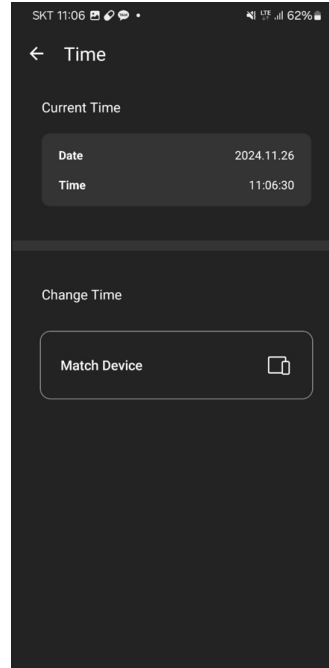 SKT 11:06 LTE 62%
Time
Current Time
Date 2024.11.26
Time 11:06:30
Change Time
Match Device